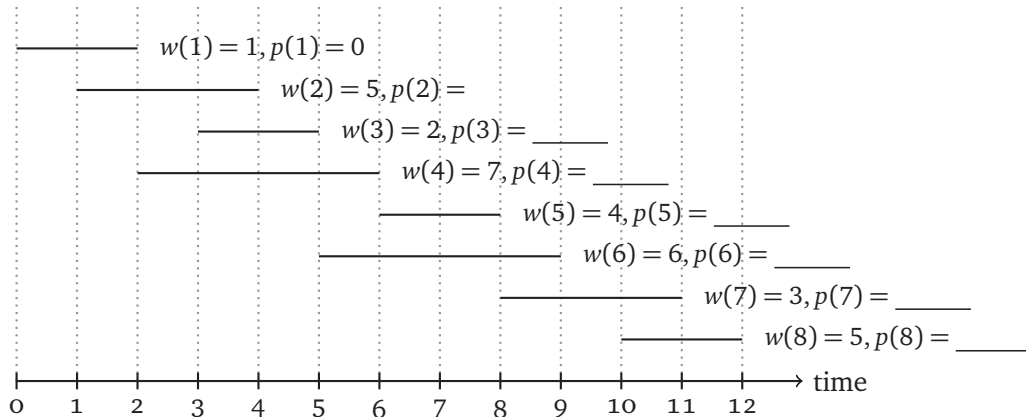 w(1) = 1, p(1) = 0
w(2) = 5, p(2) =
w(3) = 2, p(3) = ______
w(4) = 7, p(4) = ______
w(5) = 4, p(5) = ______
w(6) = 6, p(6) = ______
w(7) = 3, p(7) = ______
w(8) = 5, p(8) = ______
time
0 1 2 3 4 5 6 7 8 9 10 11 12